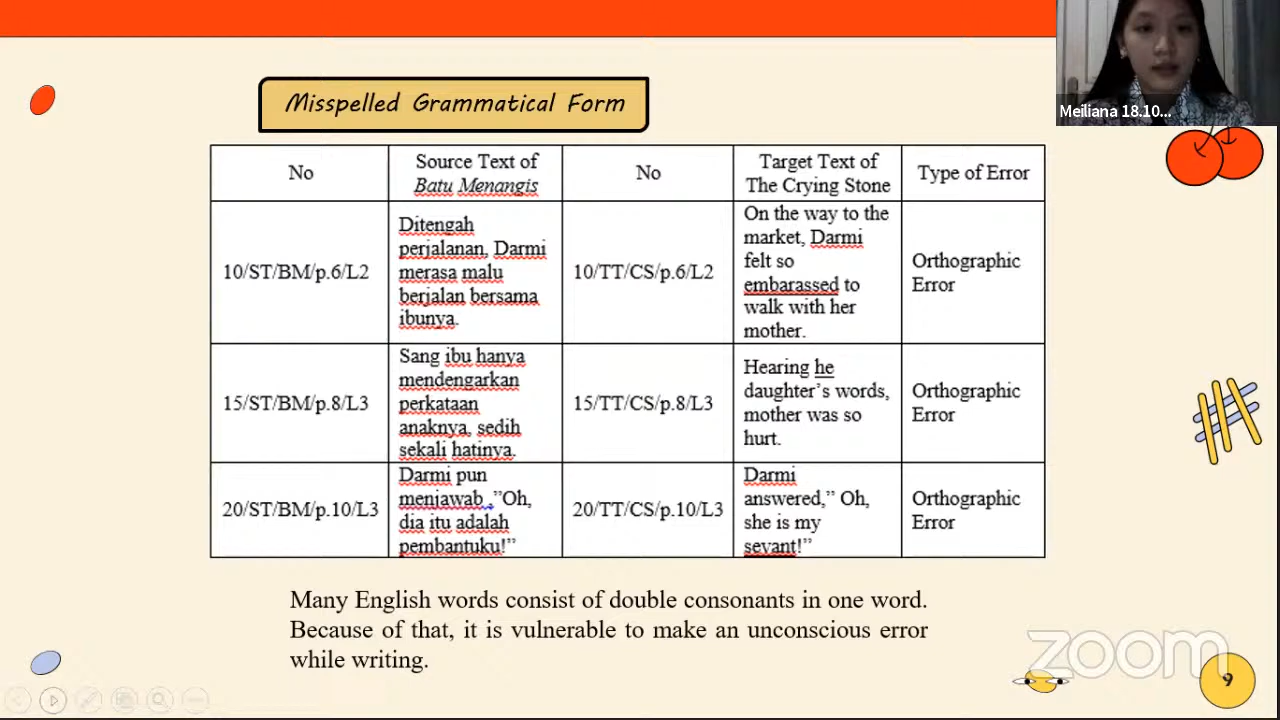 Meiliana 18.10...
Misspelled Grammatical Form
No
Source Text of
Batu Menangis
No
Target Text of
The Crying Stone
Type of Error
10/ST/BM/p.6/L2
Ditengah
perjalanan, Darmi
merasa malu
berjalan bersama
ibunya.
10/TT/CS/p.6/L2
On the way to the
market, Darmi
felt so
embarassed to
walk with her
mother.
Orthographic
Error
15/ST/BM/p.8/L3
Sang ibu hanya
mendengarkan
perkataan
anaknya, sedih
sekali hatinya.
15/TT/CS/p.8/L3
Hearing he
daughter’s words,
mother was so
hurt.
Orthographic
Error
20/ST/BM/p.10/L3
Darmi pun
menjawab ,”Oh,
dia itu adalah
pembantuku!”
20/TT/CS/p.10/L3
Darmi
answered,” Oh,
she is my
sevant!”
Orthographic
Error
Many English words consist of double consonants in one word.
Because of that, it is vulnerable to make an unconscious error
while writing.
zoom
9